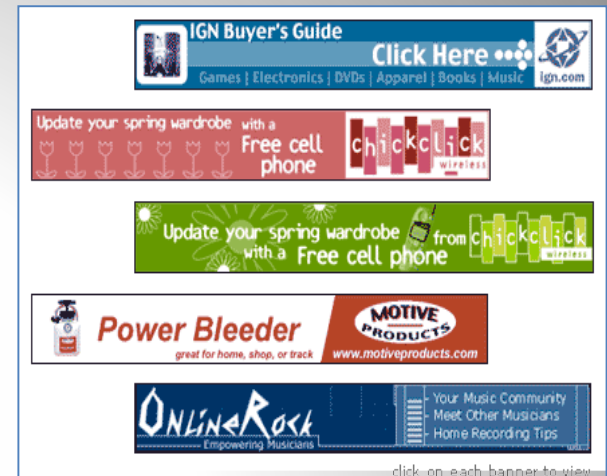 IGN Buyer's Guide
Click Here
Games | Electronics | DVDs | Apparel | Books | Music
ign.com
Update your spring wardrobe with a
Free cell
phone
chickclick
wireless
Update your spring wardrobe
with a Free cell phone
from chickclick
wireless
Power Bleeder
great for home, shop, or track
MOTIVE
PRODUCTS
www.motiveproducts.com
OnLineRock
Empowering Musicians
- Your Music Community
- Meet Other Musicians
- Home Recording Tips
click on each banner to view